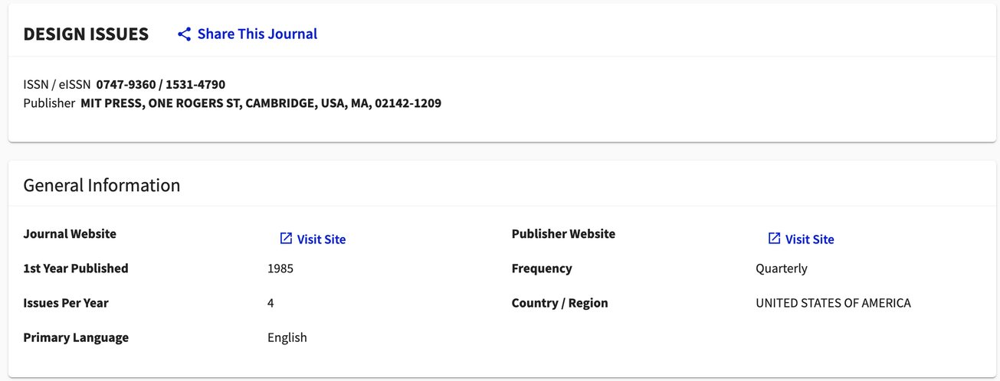 DESIGN ISSUES Share This Journal
ISSN / eISSN 0747-9360 / 1531-4790
Publisher MIT PRESS, ONE ROGERS ST, CAMBRIDGE, USA, MA, 02142-1209
General Information
Journal Website Visit Site Publisher Website Visit Site
1st Year Published 1985 Frequency Quarterly
Issues Per Year 4 Country / Region UNITED STATES OF AMERICA
Primary Language English